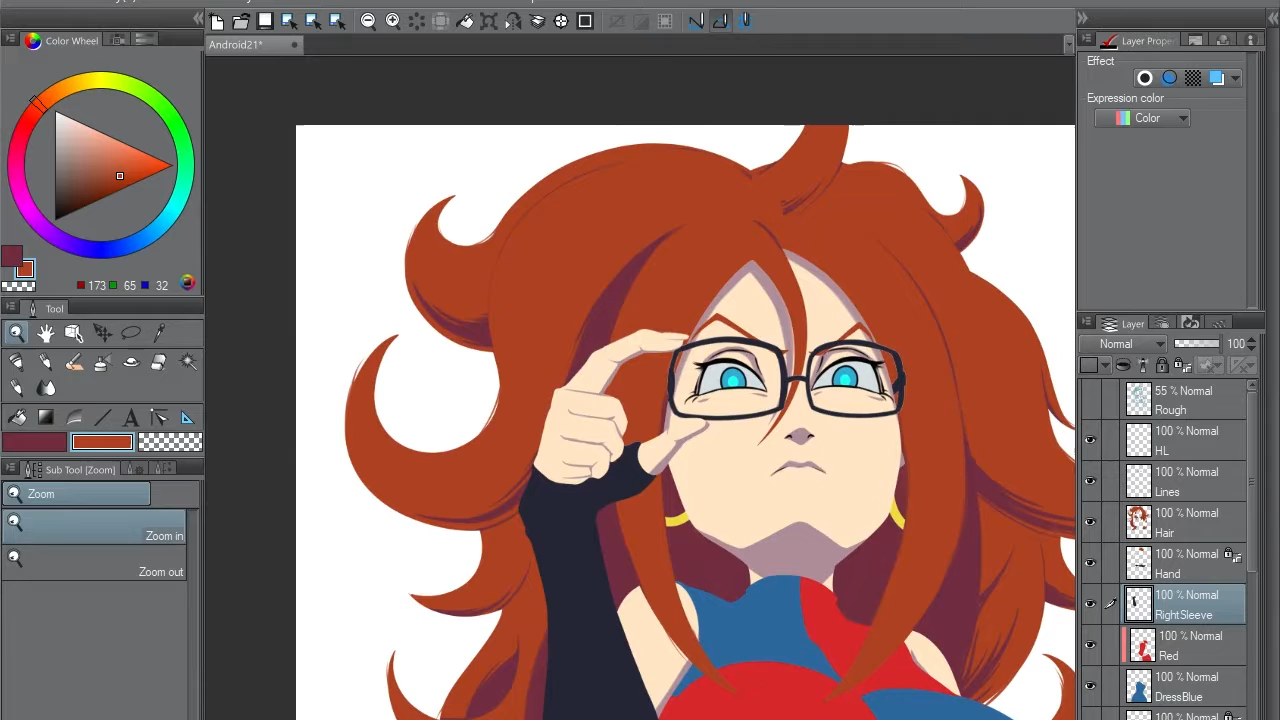 Android21*
Color Wheel
173 65 32
Tool
Sub Tool [Zoom]
Zoom
Zoom in
Zoom out
Layer Prope
Effect
Expression color
Color
Layer
Normal 100
55 % Normal
Rough
100 % Normal
HL
100 % Normal
Lines
100 % Normal
Hair
100 % Normal
Hand
100 % Normal
RightSleeve
100 % Normal
Red
100 % Normal
DressBlue
100 % Normal